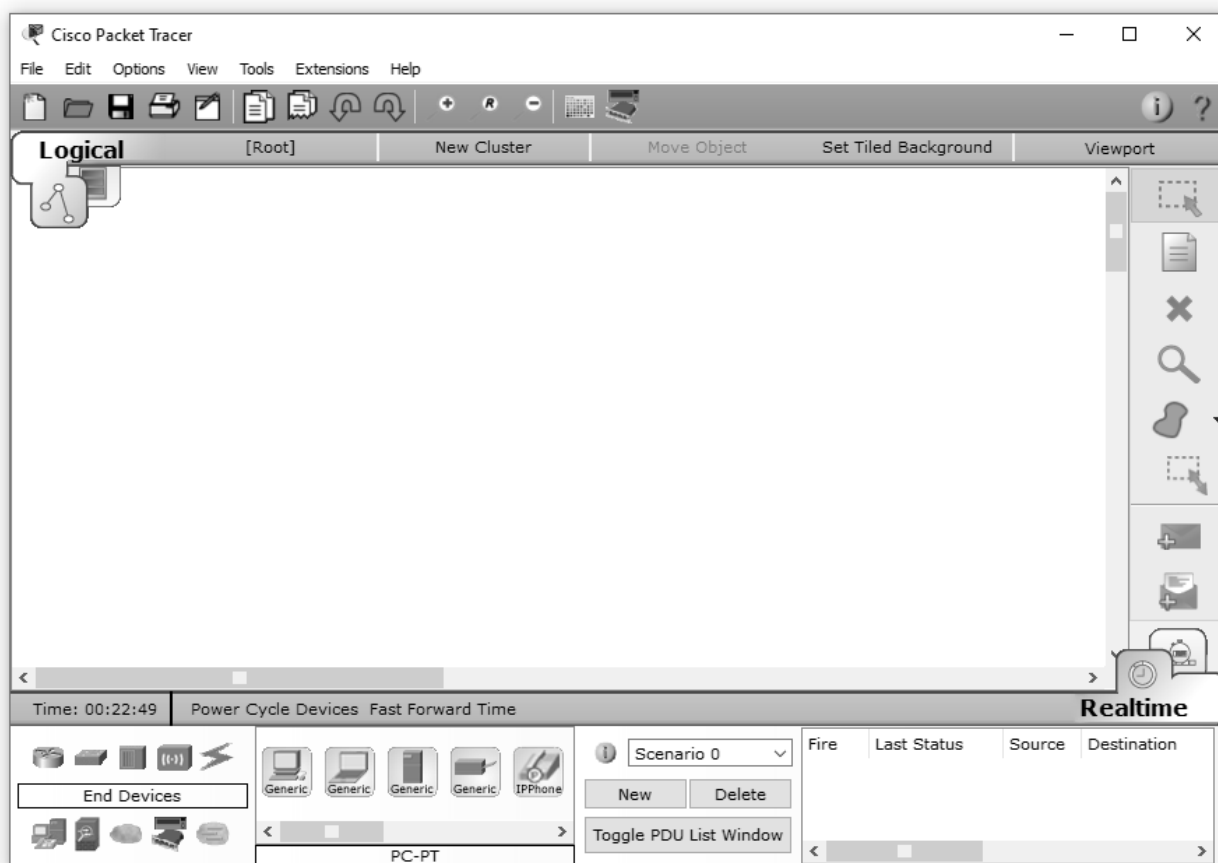 Cisco Packet Tracer
File Edit Options View Tools Extensions Help
R
i ?
Logical [Root] New Cluster Move Object Set Tiled Background Viewport
Time: 00:22:49 Power Cycle Devices Fast Forward Time Realtime
End Devices
Generic Generic Generic Generic IPPhone
PC-PT
i Scenario 0
New Delete
Toggle PDU List Window
Fire Last Status Source Destination